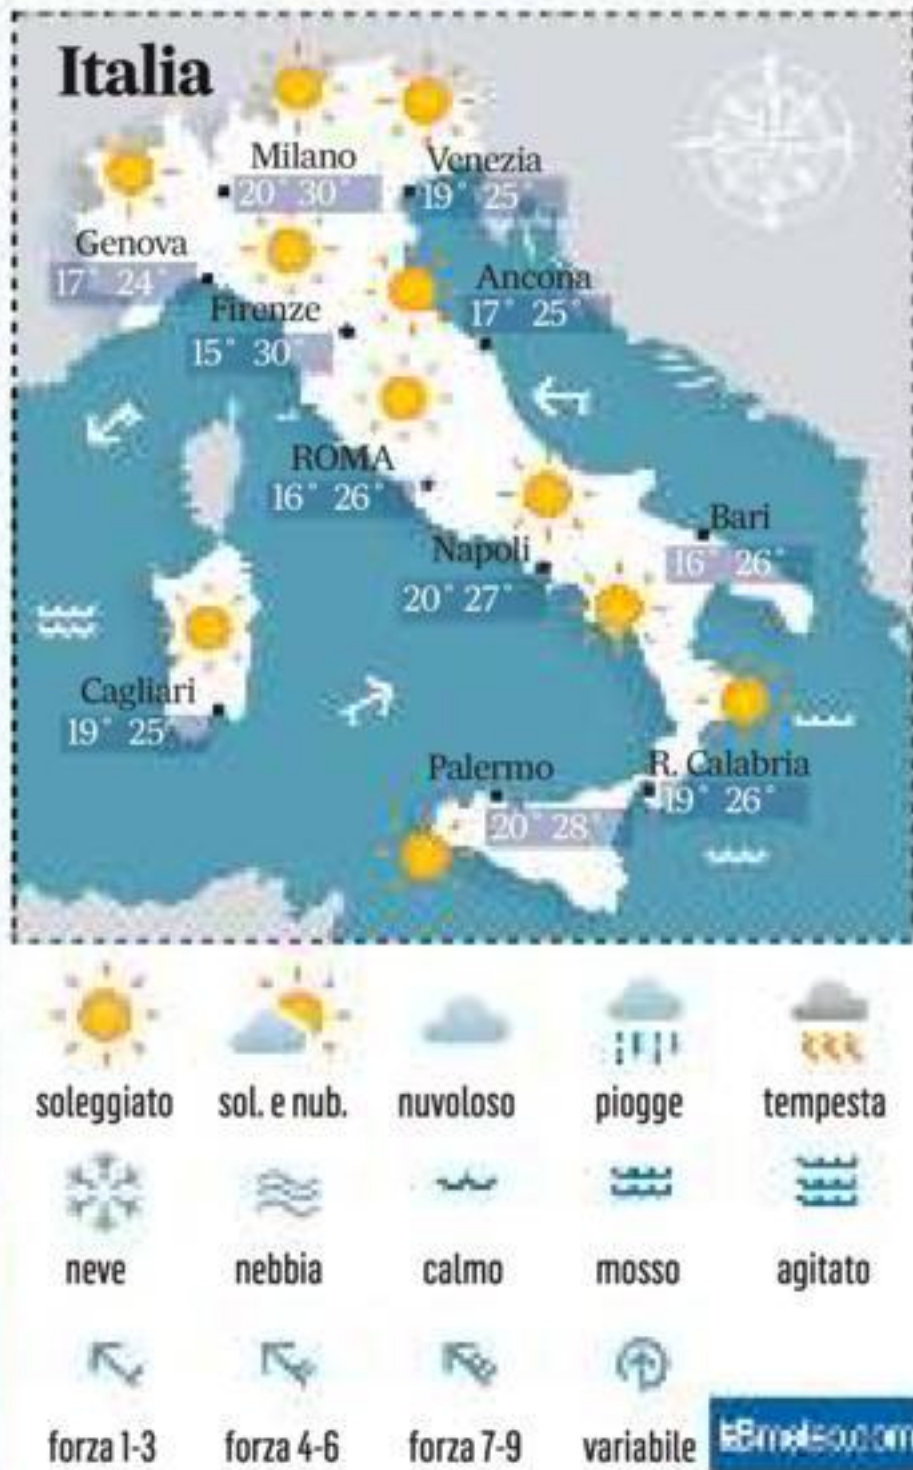 Italia
Milano
20° 30°
Venezia
19° 25°
Genova
17° 24°
Ancona
17° 25°
Firenze
15° 30°
ROMA
16° 26°
Bari
16° 26°
Napoli
20° 27°
Cagliari
19° 25°
Palermo
20° 28°
R. Calabria
19° 26°
soleggiato sol. e nub. nuvoloso piogge tempesta
neve nebbia calmo mosso agitato
forza 1-3 forza 4-6 forza 7-9 variabile